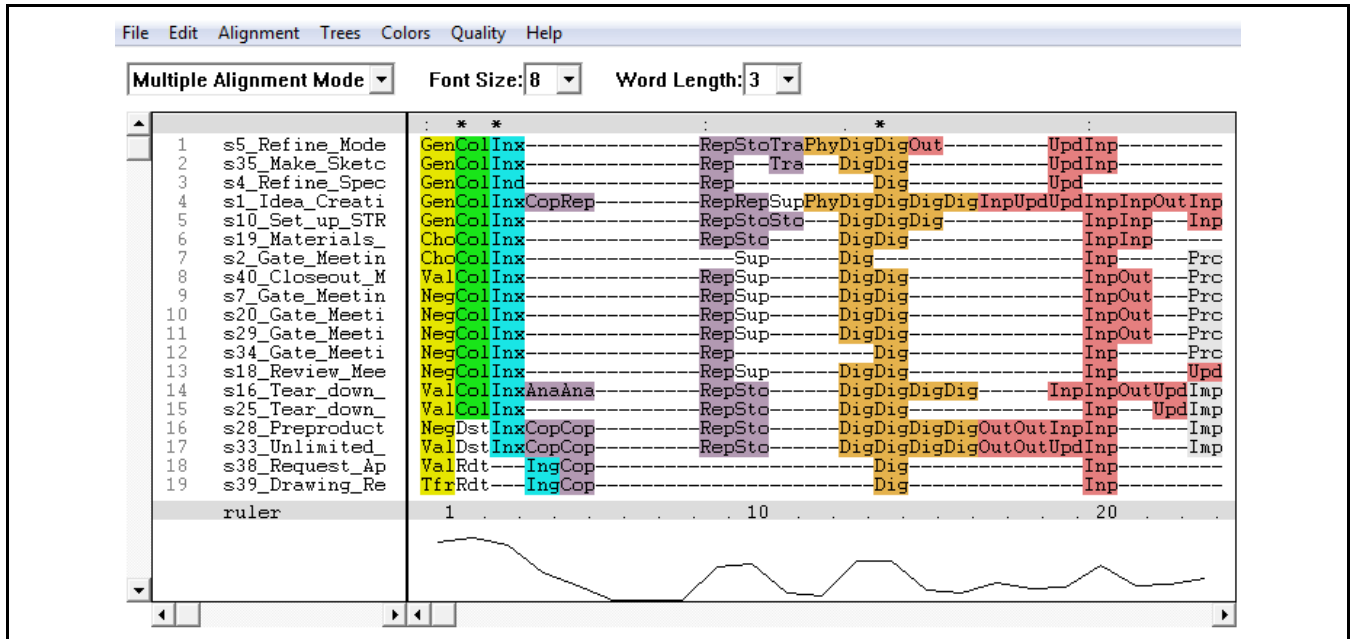 File Edit Alignment Trees Colors Quality Help
Multiple Alignment Mode Font Size: 8 Word Length: 3
: * * : . * :
1 s5_Refine_Mode GenColInx---------------RepStoTraPhyDigDigOut---------UpdInp---------
2 s35_Make_Sketc GenColInx---------------Rep---Tra---DigDig------------UpdInp---------
3 s4_Refine_Spec GenColInd---------------Rep------------Dig------------Upd------------
4 s1_Idea_Creati GenColInxCopRep---------RepRepSupPhyDigDigDigDigInpUpdUpdInpInpOutInp
5 s10_Set_up_STR GenColInx---------------RepStoSto---DigDigDig------------InpInp---Inp
6 s19_Materials_ ChoColInx---------------RepSto------DigDig---------------InpInp------
7 s2_Gate_Meetin ChoColInx------------------Sup------Dig------------------Inp------Prc
8 s40_Closeout_M ValColInx---------------RepSup------DigDig---------------InpOut---Prc
9 s7_Gate_Meetin NegColInx---------------RepSup------DigDig---------------InpOut---Prc
10 s20_Gate_Meeti NegColInx---------------RepSup------DigDig---------------InpOut---Prc
11 s29_Gate_Meeti NegColInx---------------RepSup------DigDig---------------InpOut---Prc
12 s34_Gate_Meeti NegColInx---------------Rep------------Dig---------------Inp------Prc
13 s18_Review_Mee NegColInx---------------RepSup------DigDig---------------Inp------Upd
14 s16_Tear_down_ ValColInxAnaAna---------RepSto------DigDigDigDig------InpInpOutUpdImp
15 s25_Tear_down_ ValColInx---------------RepSto------DigDig---------------Inp---UpdImp
16 s28_Preproduct NegDstInxCopCop---------RepSto------DigDigDigDigOutOutInpInp------Imp
17 s33_Unlimited_ ValDstInxCopCop---------RepSto------DigDigDigDigOutOutUpdInp------Imp
18 s38_Request_Ap ValRdt---IngCop------------------------Dig---------------Inp---------
19 s39_Drawing_Re TfrRdt---IngCop------------------------Dig---------------Inp---------
ruler 1 . . . . . . . . 10 . . . . . . . . . 20 . . .